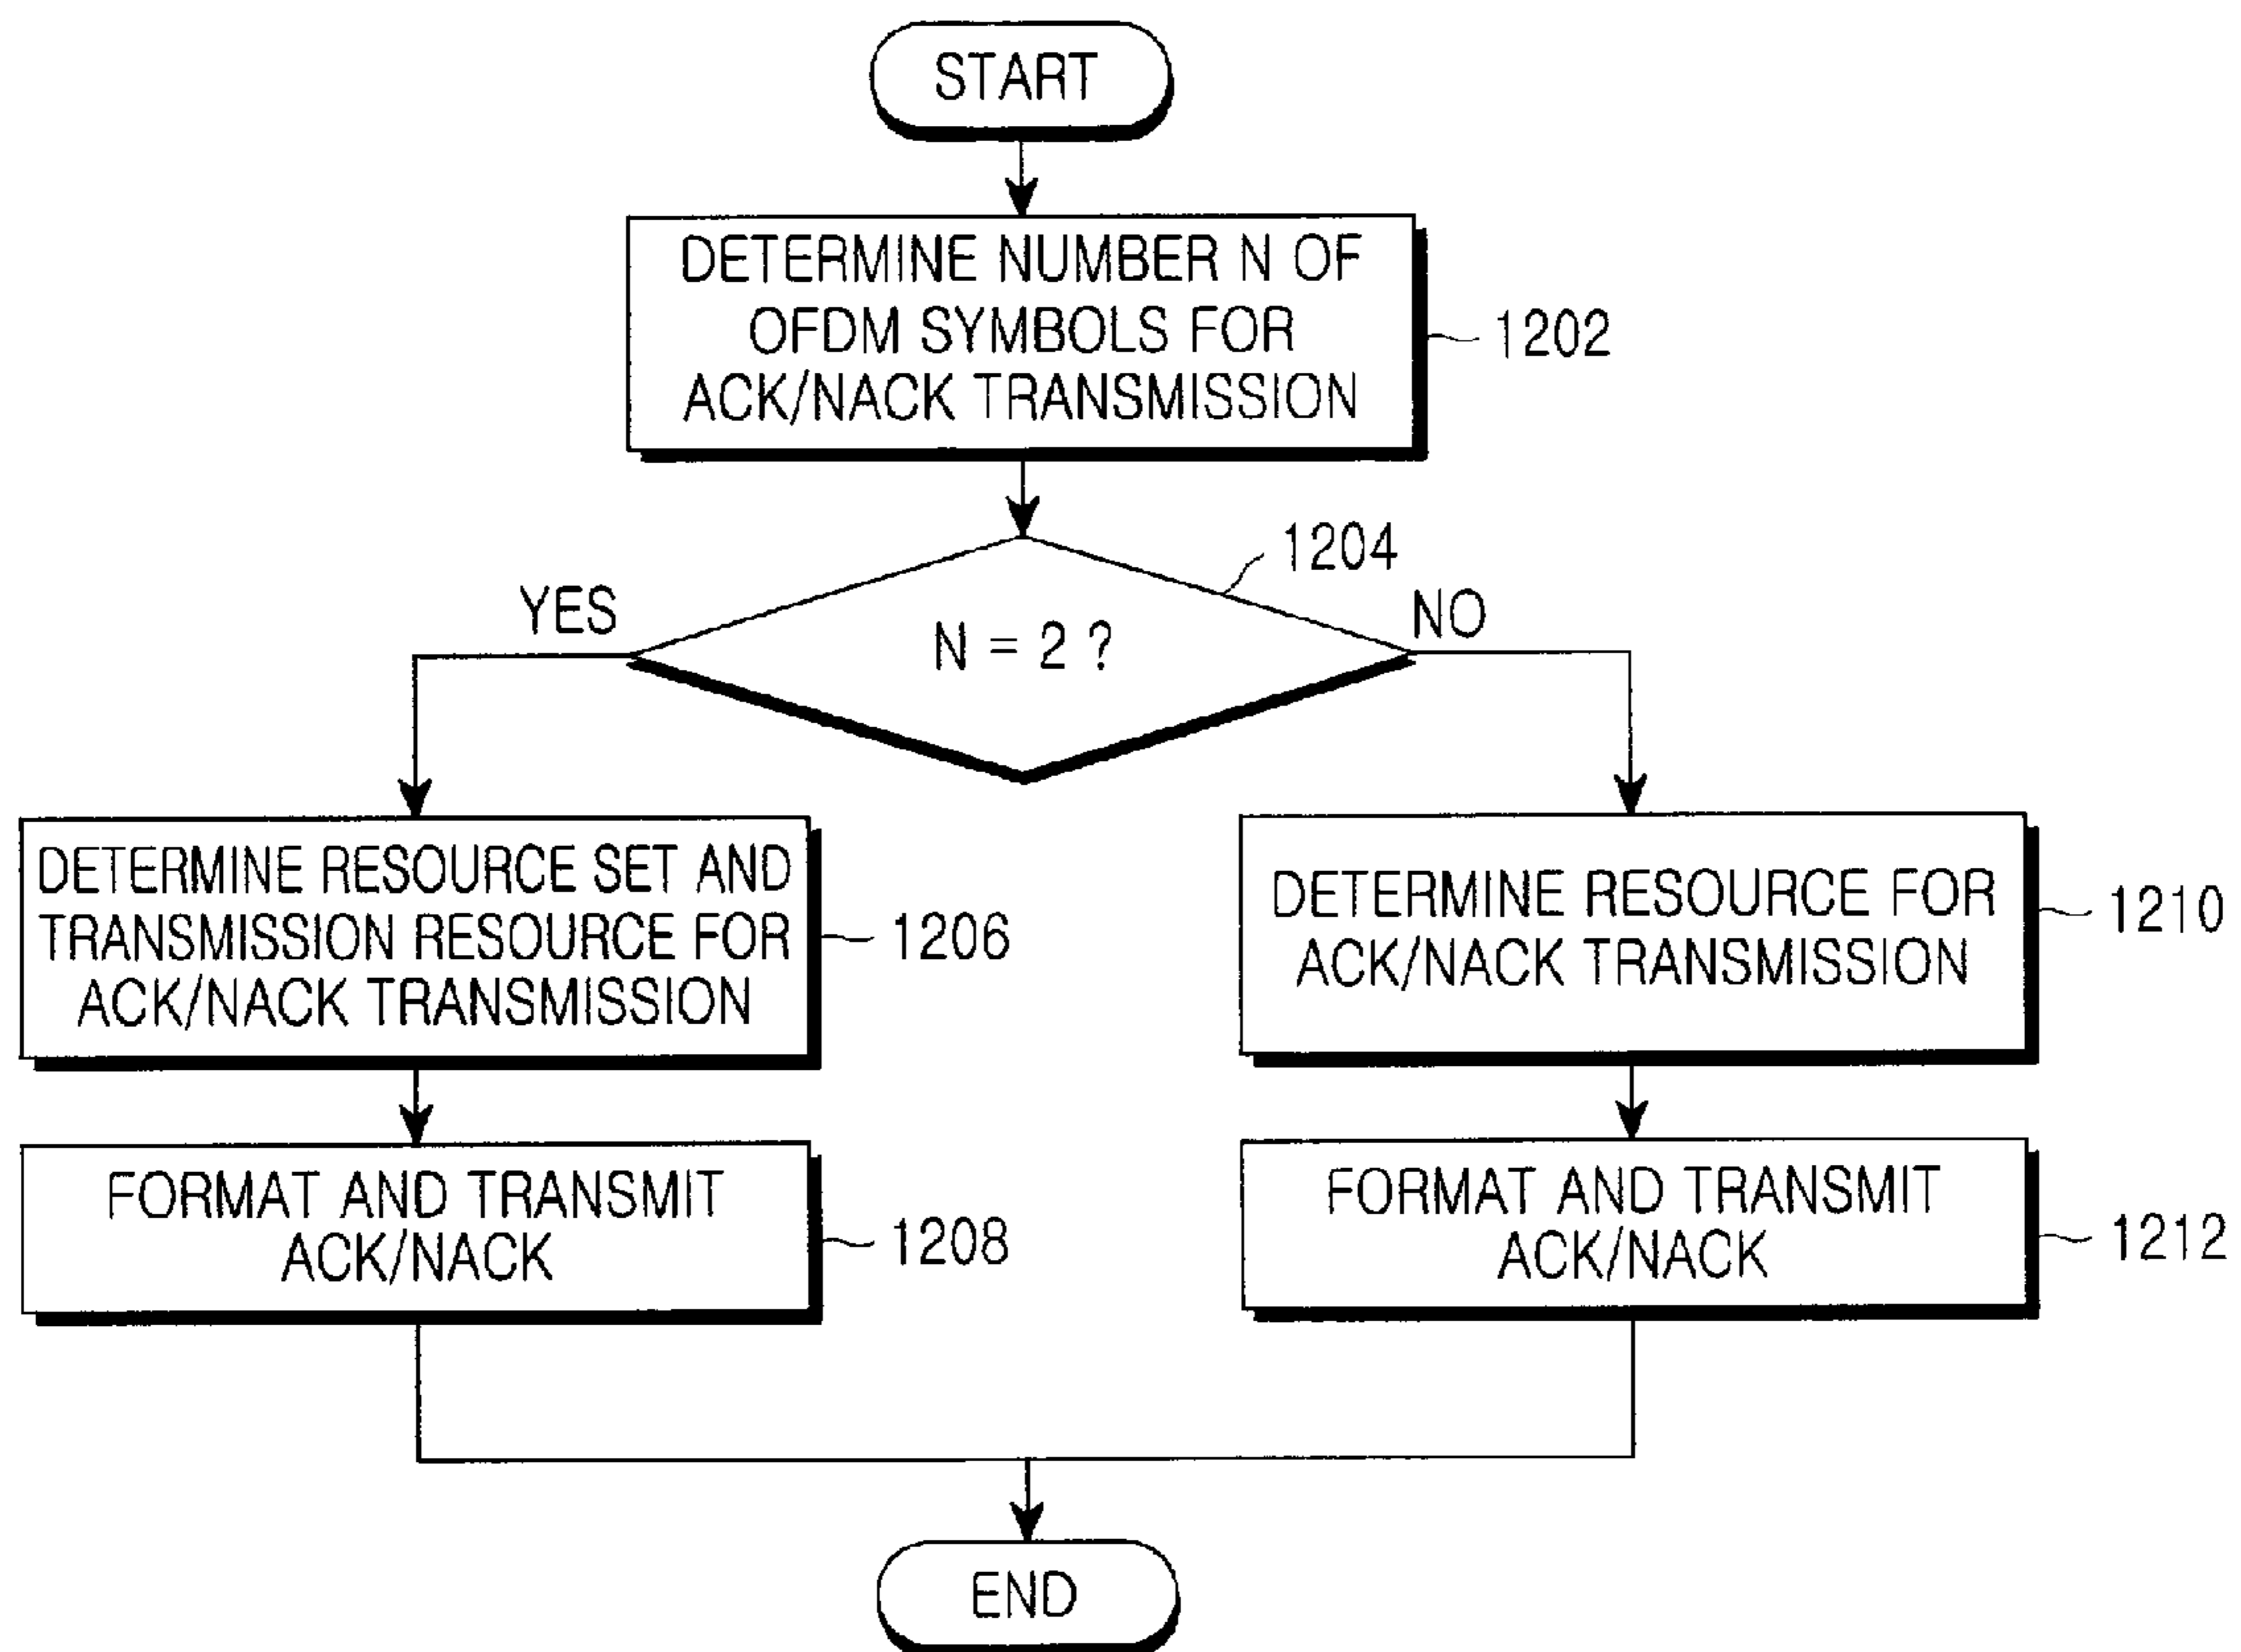 START
DETERMINE NUMBER N OF
OFDM SYMBOLS FOR
ACK/NACK TRANSMISSION
1202
1204
YES
N = 2 ?
NO
DETERMINE RESOURCE SET AND
TRANSMISSION RESOURCE FOR
ACK/NACK TRANSMISSION
1206
DETERMINE RESOURCE FOR
ACK/NACK TRANSMISSION
1210
FORMAT AND TRANSMIT
ACK/NACK
1208
FORMAT AND TRANSMIT
ACK/NACK
1212
END